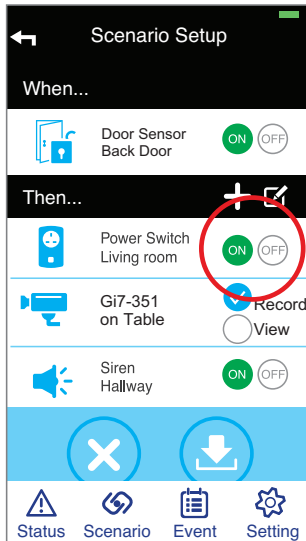 Scenario Setup
When...
Door Sensor
Back Door
ON OFF
Then...
Power Switch
Living room
ON OFF
Gi7-351
on Table
Record
View
Siren
Hallway
ON OFF
Status Scenario Event Setting